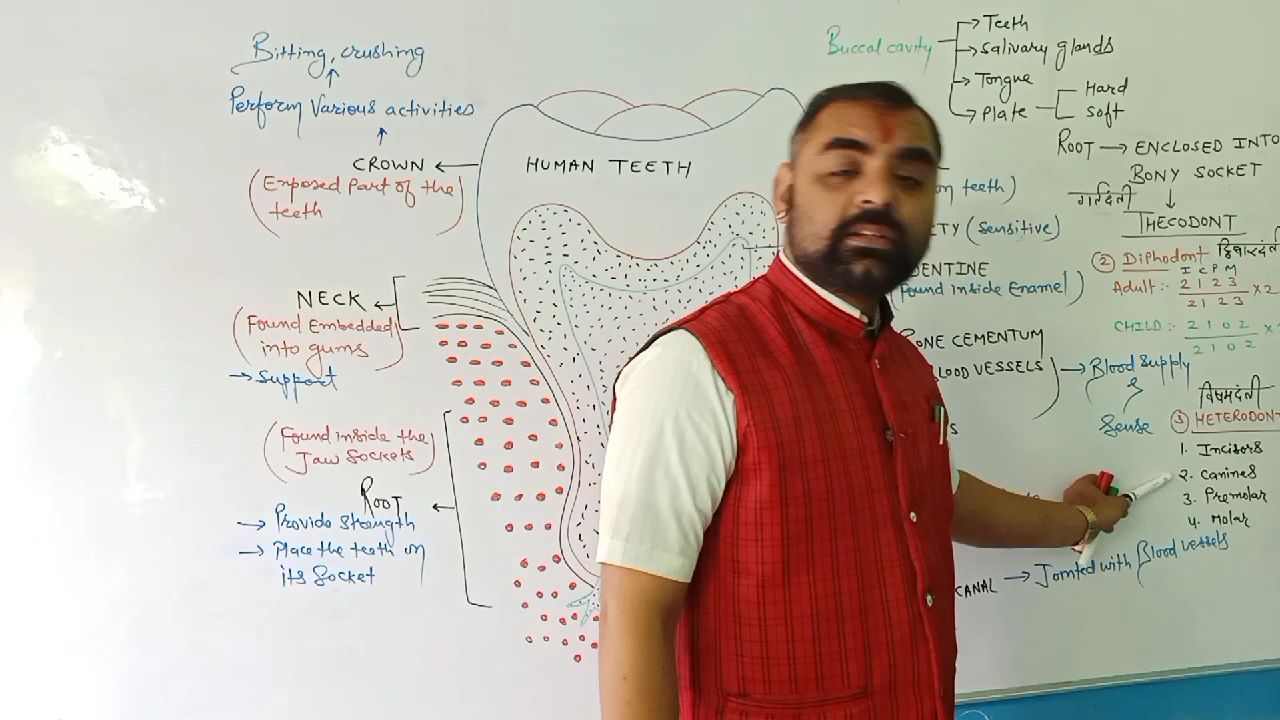 Bitting, crushing
Perform Various activities
CROWN
(Exposed Part of the
teeth)
NECK
(Found Embedded
into gums)
→ Support
(Found inside the
Jaw Sockets)
ROOT
→ Provide strength
→ Place the teeth on
its Socket
HUMAN TEETH
Buccal cavity
→ Teeth
→ Salivary glands
→ Tongue
→ Plate
Hard
Soft
ROOT → ENCLOSED INTO
BONY SOCKET
गर्तदंती
THECODONT
teeth)
(Sensitive)
Found inside Enamel)
CEMENTUM
VESSELS
→ Blood Supply
&
Sense
② Diphodont द्विबारदंती
I C P M
Adult :- 2 1 2 3 × 2
2 1 2 3
CHILD :- 2 1 0 2 ×
2 1 0 2
विषमदंती
③ HETERODONT
1. Incisors
2. Canines
3. Premolar
4. Molar
CANAL → Jointed with Blood vessels